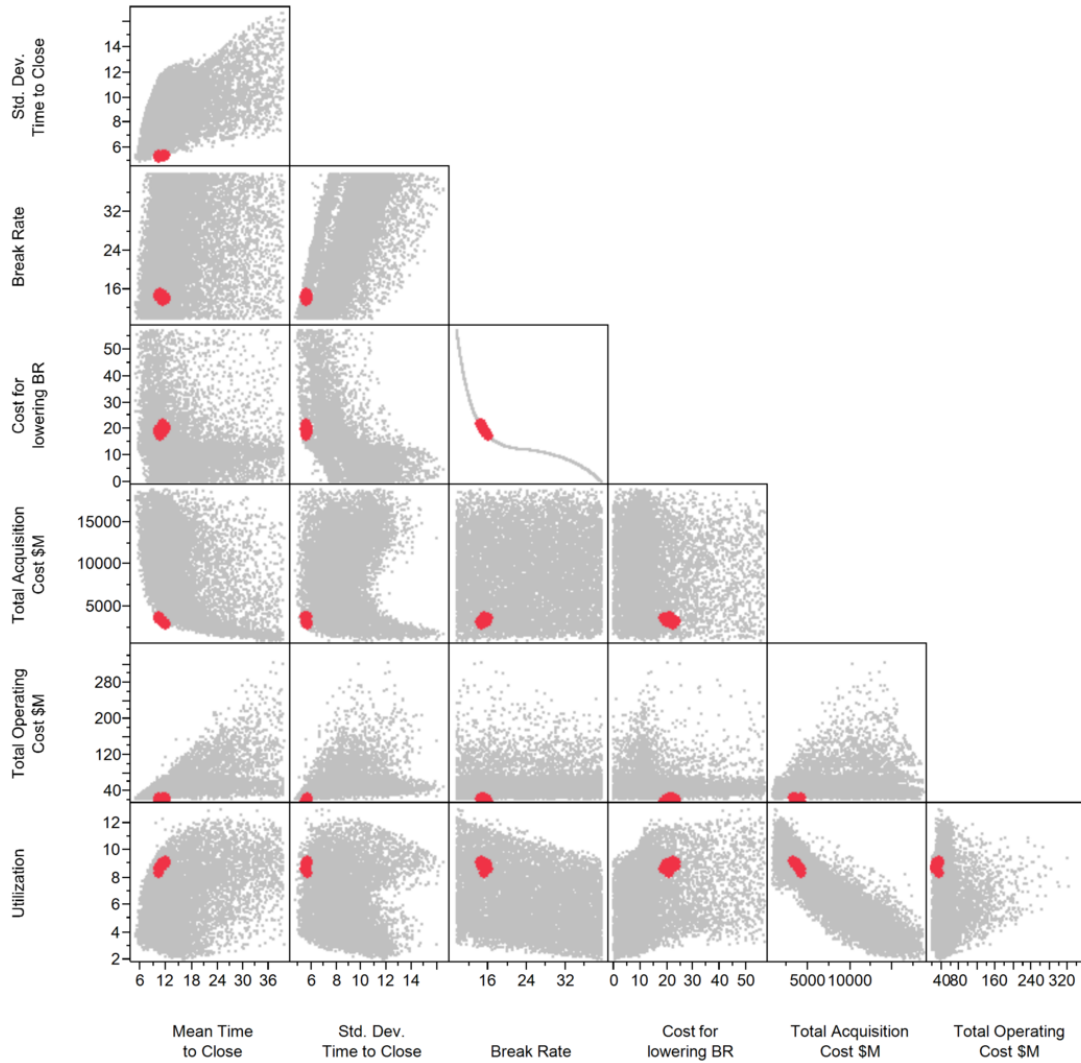 Std. Dev.
Time to Close
14
12
10
8
6
Break Rate
32
24
16
Cost for
lowering BR
50
40
30
20
10
0
Total Acquisition
Cost $M
15000
10000
5000
Total Operating
Cost $M
280
200
120
40
Utilization
12
10
8
6
4
2
6 12 18 24 30 36
6 8 10 12 14
16 24 32
0 10 20 30 40 50
5000 10000
40 80 160 240 320
Mean Time
to Close
Std. Dev.
Time to Close
Break Rate
Cost for
lowering BR
Total Acquisition
Cost $M
Total Operating
Cost $M